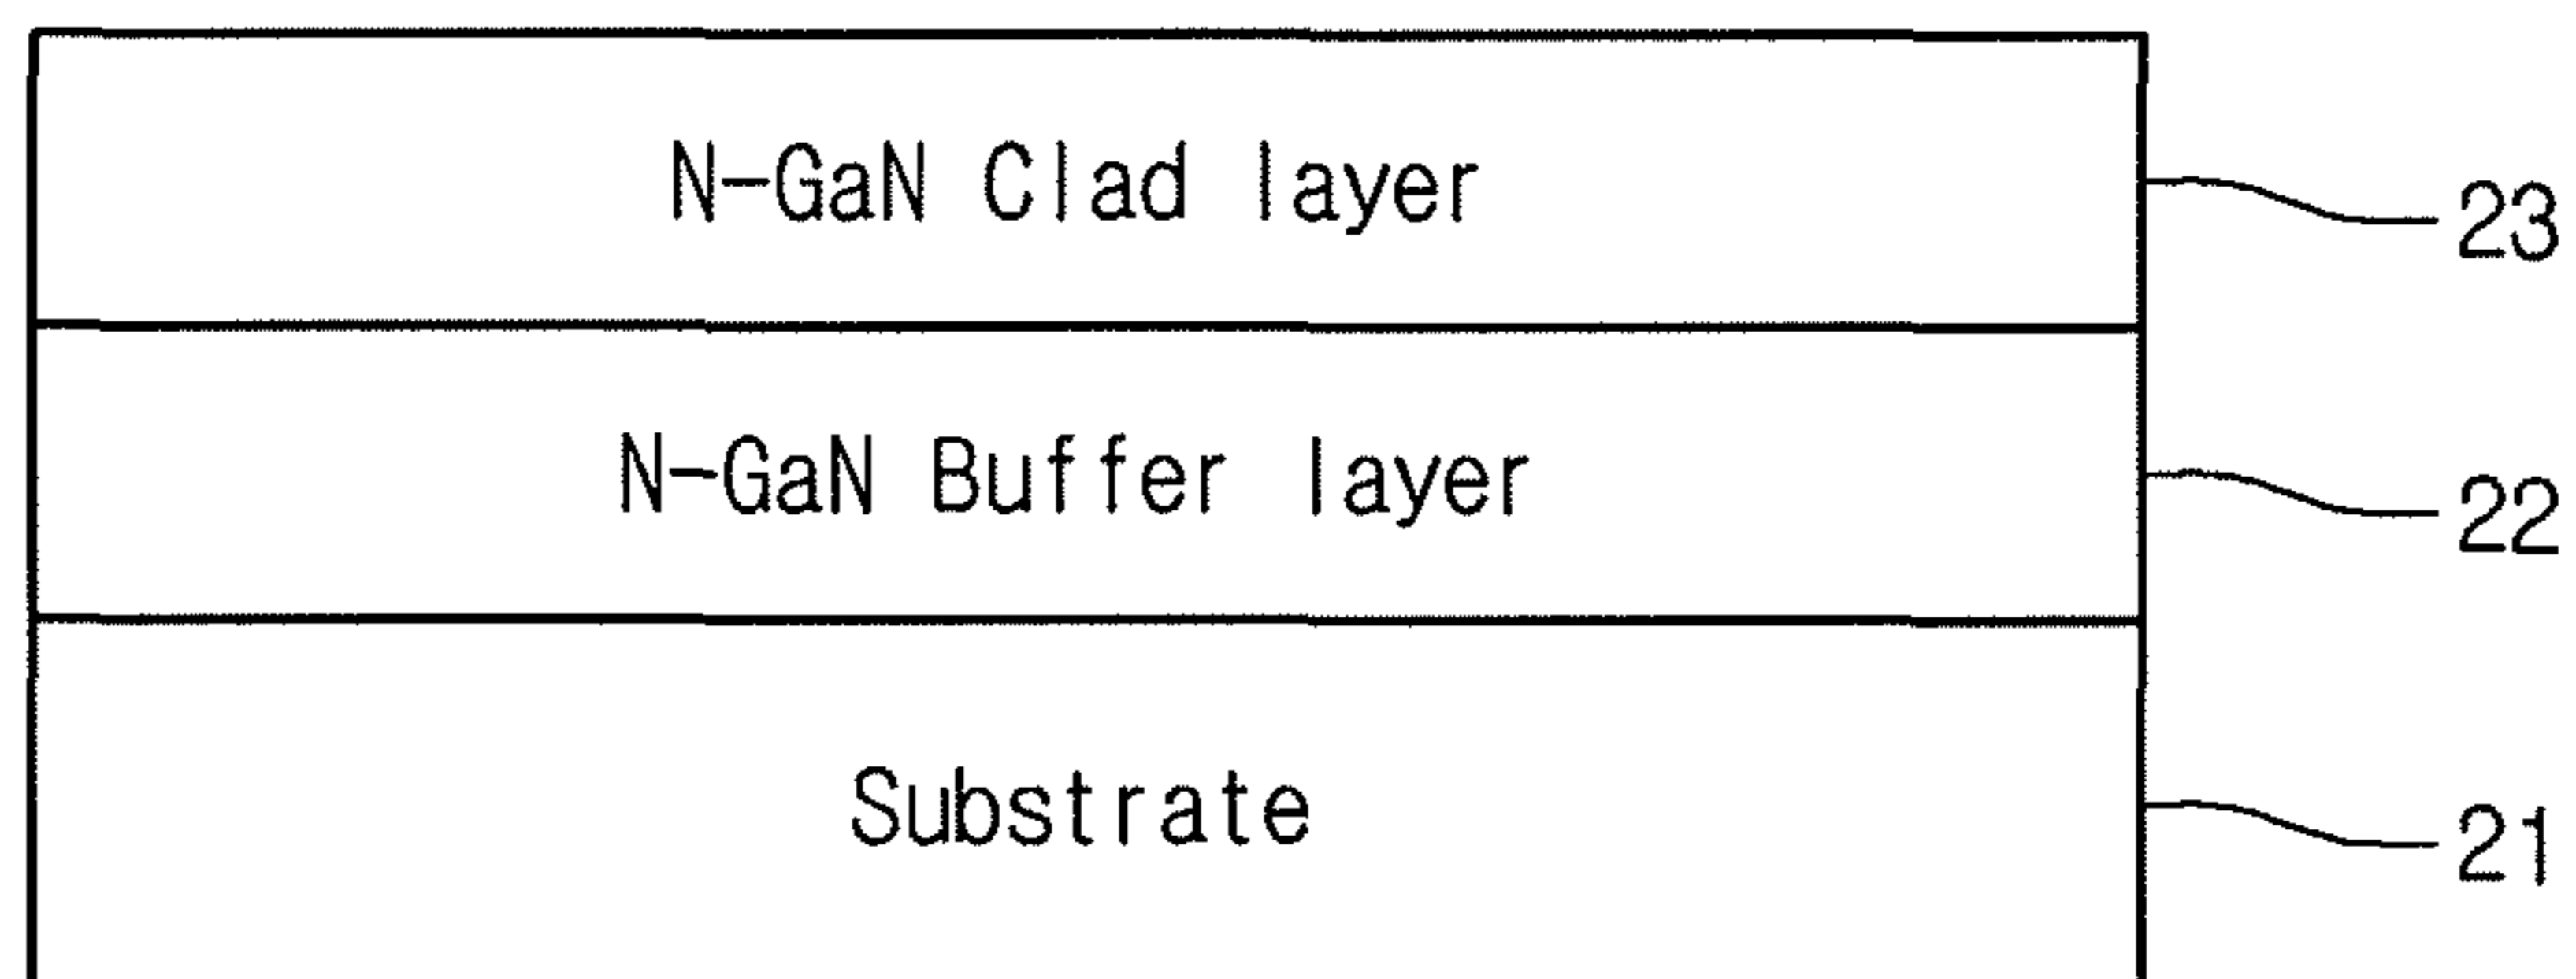 N-GaN Clad layer
23
N-GaN Buffer layer
22
Substrate
21